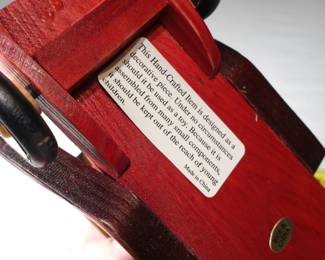 This Hand-Crafted Item is designed as a
decorative piece. Under no circumstances
should it be used as a toy. Because it is
assembled from many small components,
it should be kept out of the reach of young
children.
Made in China